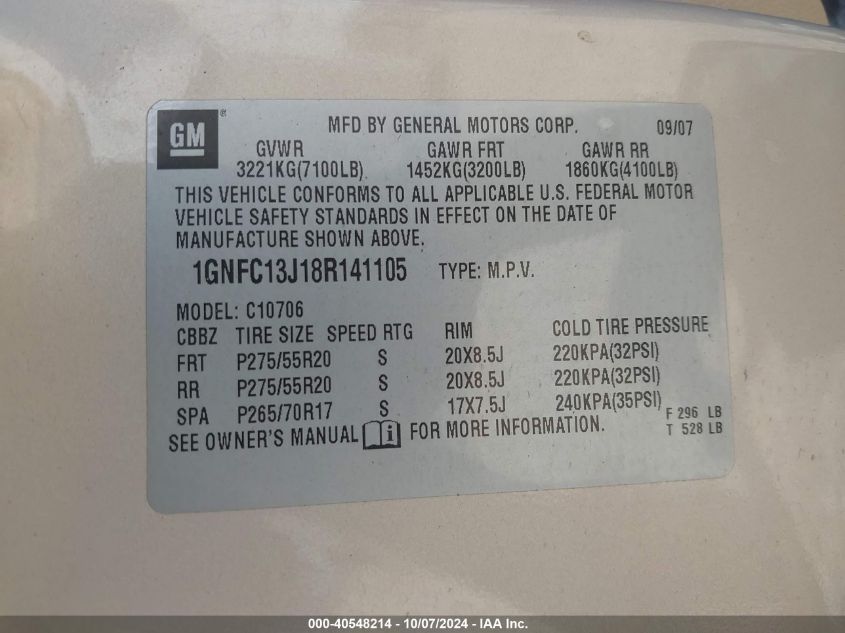 GM®
MFD BY GENERAL MOTORS CORP. 09/07
GVWR GAWR FRT GAWR RR
3221KG(7100LB) 1452KG(3200LB) 1860KG(4100LB)
THIS VEHICLE CONFORMS TO ALL APPLICABLE U.S. FEDERAL MOTOR
VEHICLE SAFETY STANDARDS IN EFFECT ON THE DATE OF
MANUFACTURE SHOWN ABOVE.
1GNFC13J18R141105 TYPE: M.P.V.
MODEL: C10706
CBBZ TIRE SIZE SPEED RTG RIM COLD TIRE PRESSURE
FRT P275/55R20 S 20X8.5J 220KPA(32PSI)
RR P275/55R20 S 20X8.5J 220KPA(32PSI)
SPA P265/70R17 S 17X7.5J 240KPA(35PSI)
F 296 LB
SEE OWNER'S MANUAL i FOR MORE INFORMATION.
T 528 LB
000-40548214 - 10/07/2024 - IAA Inc.